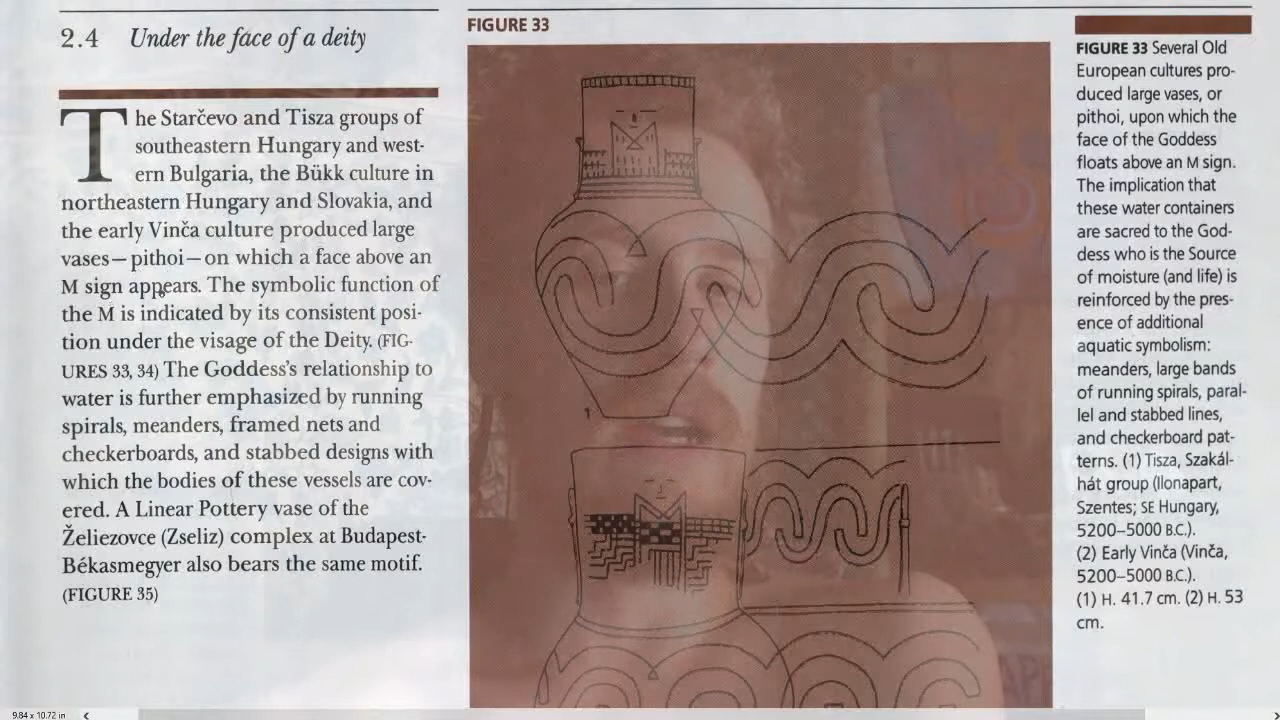 2.4 Under the face of a deity
The Starčevo and Tisza groups of
southeastern Hungary and west-
ern Bulgaria, the Bükk culture in
northeastern Hungary and Slovakia, and
the early Vinča culture produced large
vases—pithoi—on which a face above an
M sign appears. The symbolic function of
the M is indicated by its consistent posi-
tion under the visage of the Deity. (FIG-
URES 33, 34) The Goddess's relationship to
water is further emphasized by running
spirals, meanders, framed nets and
checkerboards, and stabbed designs with
which the bodies of these vessels are cov-
ered. A Linear Pottery vase of the
Želiezovce (Zseliz) complex at Budapest-
Békasmegyer also bears the same motif.
(FIGURE 35)
FIGURE 33
1
FIGURE 33 Several Old
European cultures pro-
duced large vases, or
pithoi, upon which the
face of the Goddess
floats above an M sign.
The implication that
these water containers
are sacred to the God-
dess who is the Source
of moisture (and life) is
reinforced by the pres-
ence of additional
aquatic symbolism:
meanders, large bands
of running spirals, paral-
lel and stabbed lines,
and checkerboard pat-
terns. (1) Tisza, Szakál-
hát group (Ilonapart,
Szentes; SE Hungary,
5200–5000 B.C.).
(2) Early Vinča (Vinča,
5200–5000 B.C.).
(1) H. 41.7 cm. (2) H. 53
cm.
9.84 x 10.72 in